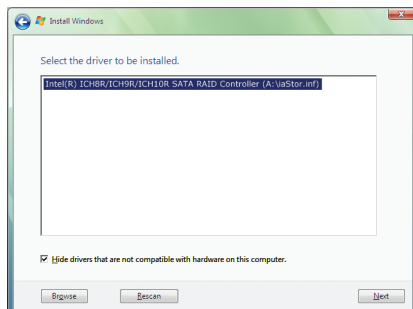 Install Windows
Select the driver to be installed.
Intel(R) ICH8R/ICH9R/ICH10R SATA RAID Controller (A:\iaStor.inf)
Hide drivers that are not compatible with hardware on this computer.
Browse Rescan Next